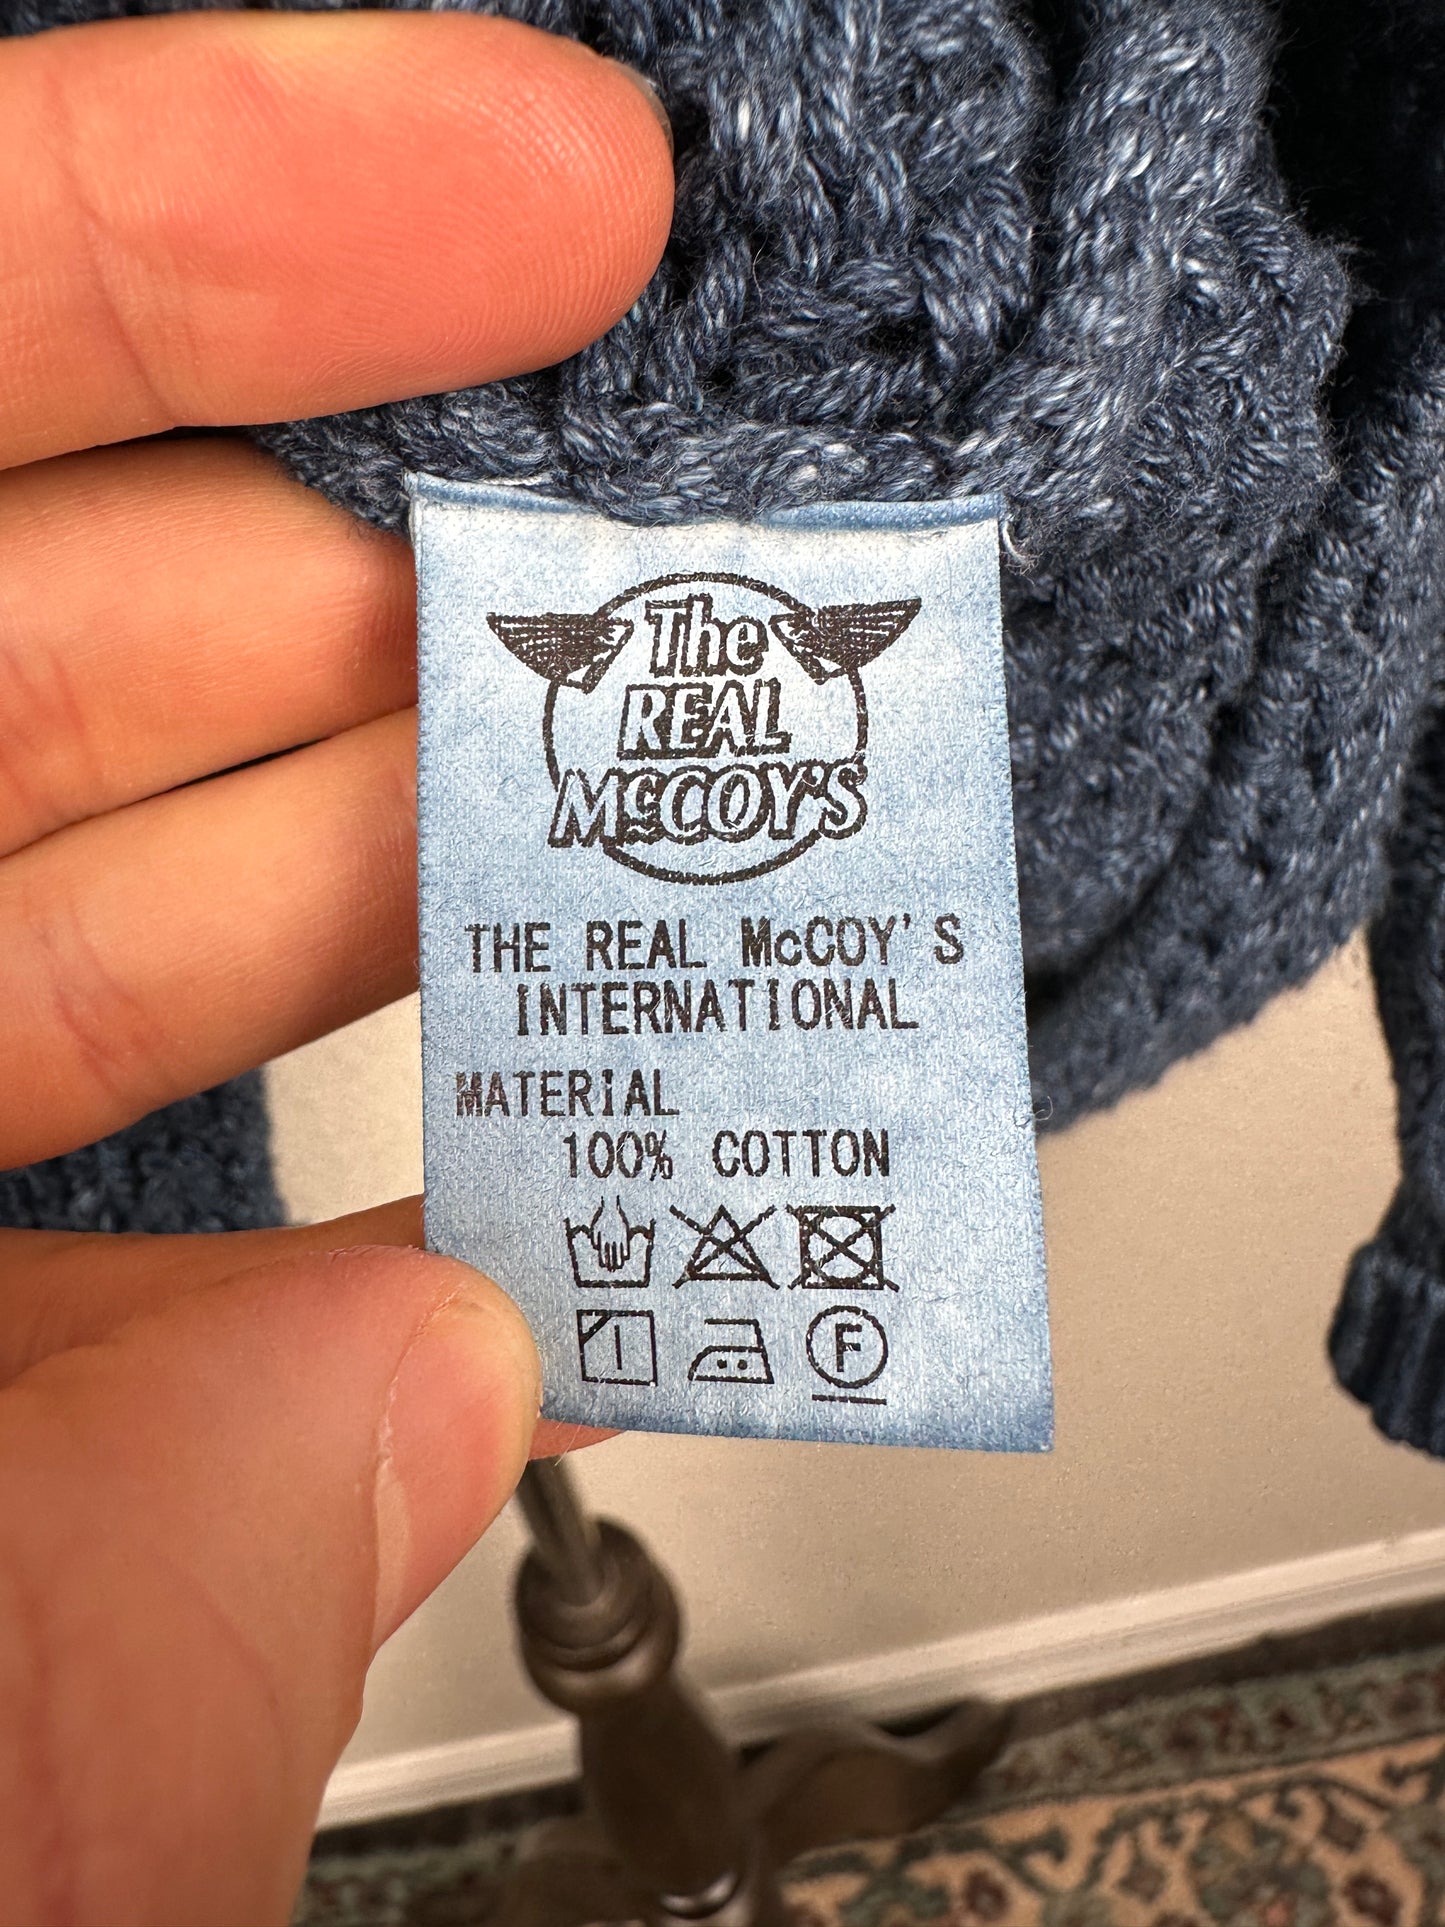 The
REAL
McCOY'S
THE REAL McCOY'S
INTERNATIONAL
MATERIAL
100% COTTON
F